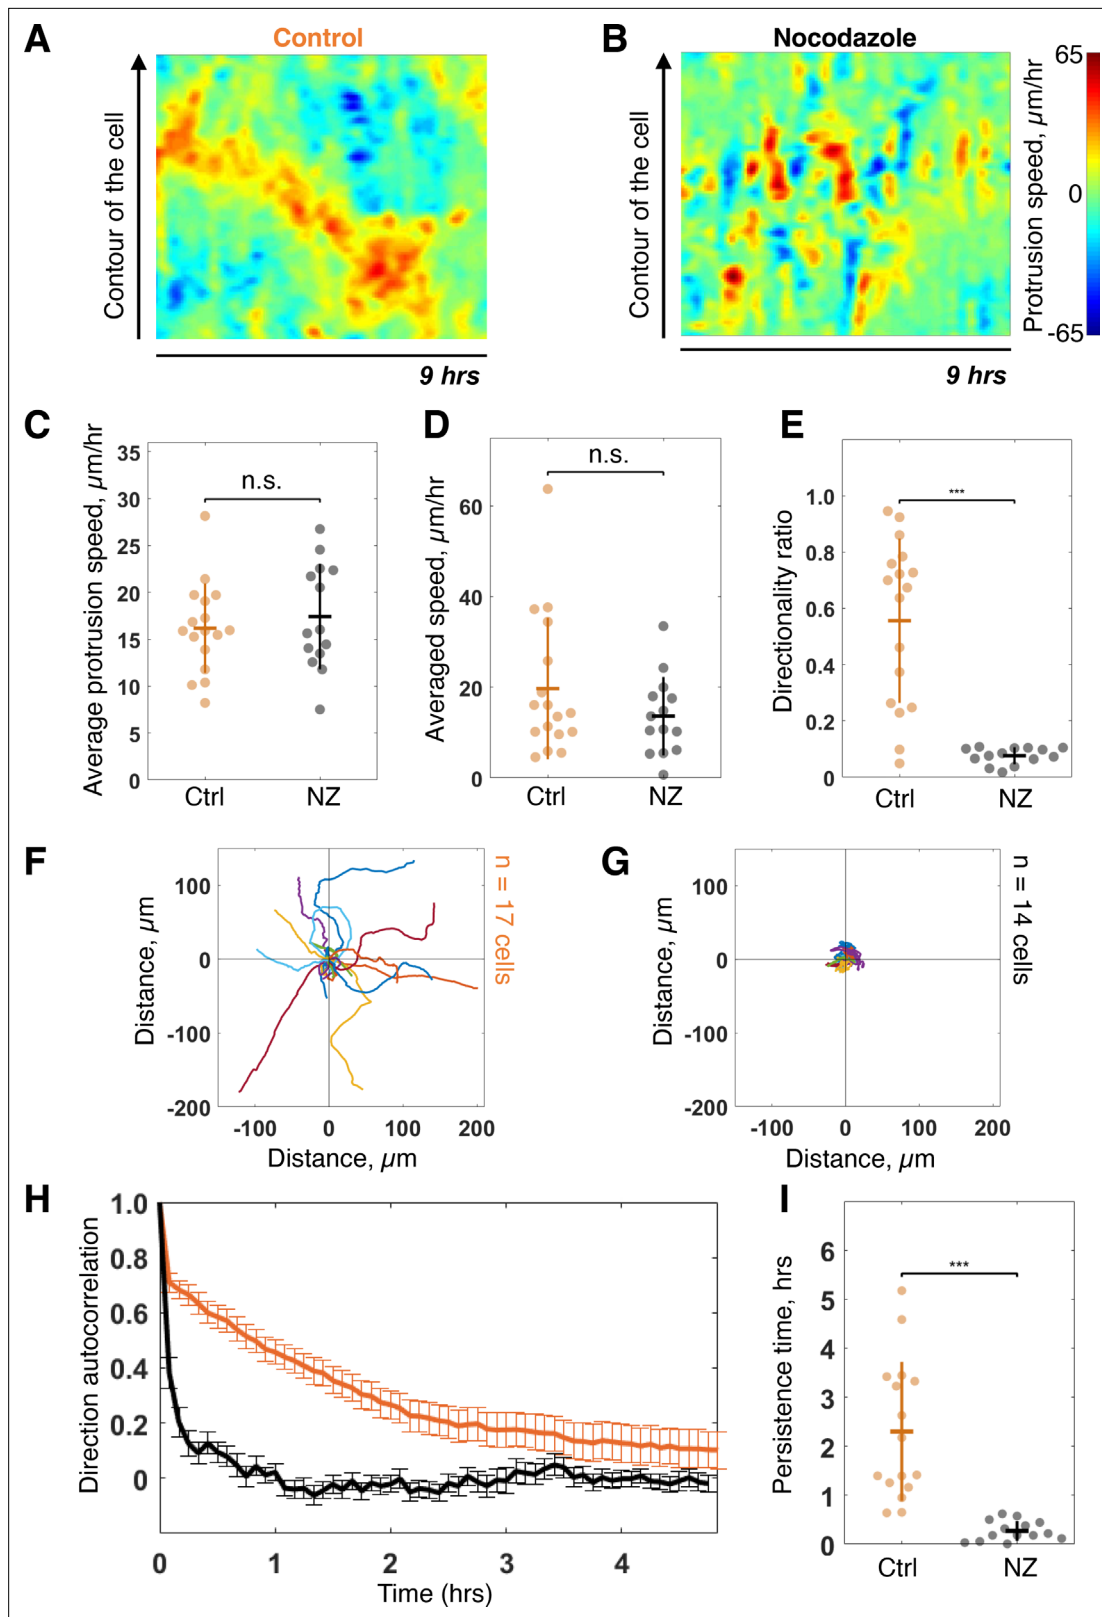 A
Control
Contour of the cell
9 hrs
B
Nocodazole
Contour of the cell
9 hrs
65
0
-65
Protrusion speed, µm/hr
C
Average protrusion speed, µm/hr
35
30
25
20
15
10
5
0
n.s.
Ctrl
NZ
D
Averaged speed, µm/hr
60
40
20
0
n.s.
Ctrl
NZ
E
Directionality ratio
1.0
0.8
0.6
0.4
0.2
0
***
Ctrl
NZ
F
Distance, µm
100
0
-100
-200
-100
0
100
200
Distance, µm
n = 17 cells
G
Distance, µm
100
0
-100
-200
-100
0
100
200
Distance, µm
n = 14 cells
H
Direction autocorrelation
1.0
0.8
0.6
0.4
0.2
0
0
1
2
3
4
Time (hrs)
I
Persistence time, hrs
6
5
4
3
2
1
0
***
Ctrl
NZ